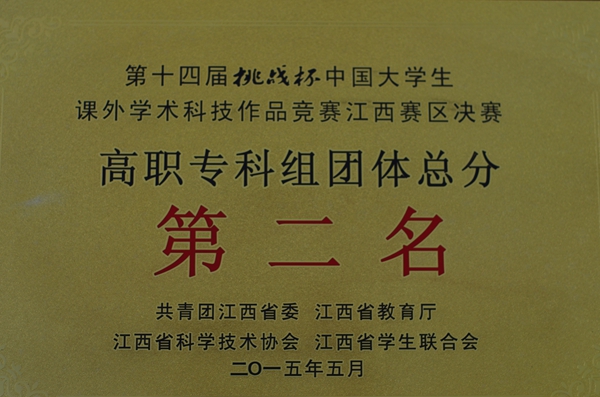 第十四届挑战杯中国大学生
课外学术科技作品竞赛江西赛区决赛
高职专科组团体总分
第二名
共青团江西省委 江西省教育厅
江西省科学技术协会 江西省学生联合会
二〇一五年五月